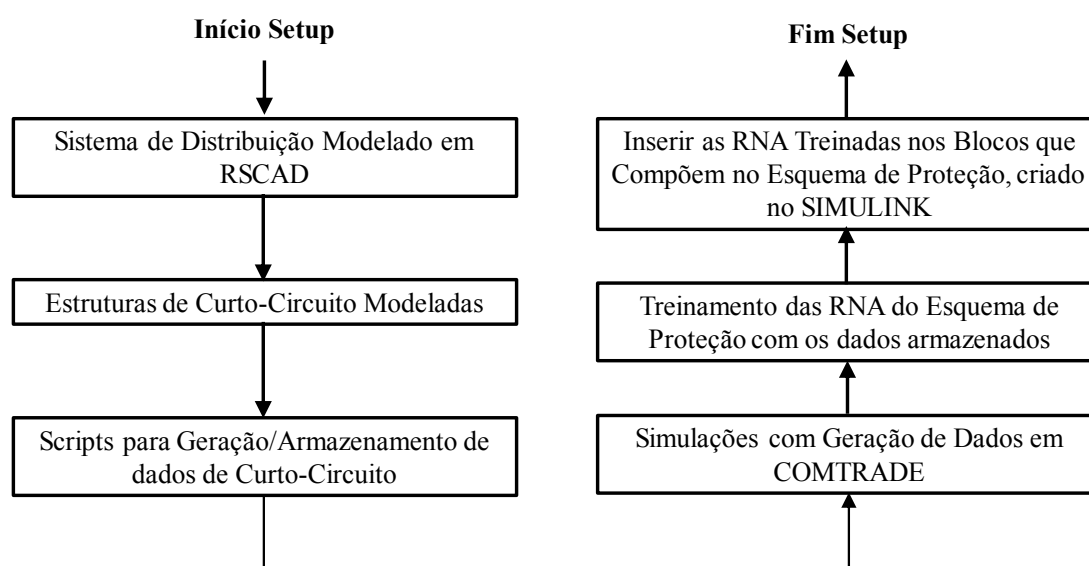 Início Setup
Sistema de Distribuição Modelado em
RSCAD
Estruturas de Curto-Circuito Modeladas
Scripts para Geração/Armazenamento de
dados de Curto-Circuito
Fim Setup
Inserir as RNA Treinadas nos Blocos que
Compõem no Esquema de Proteção, criado
no SIMULINK
Treinamento das RNA do Esquema de
Proteção com os dados armazenados
Simulações com Geração de Dados em
COMTRADE